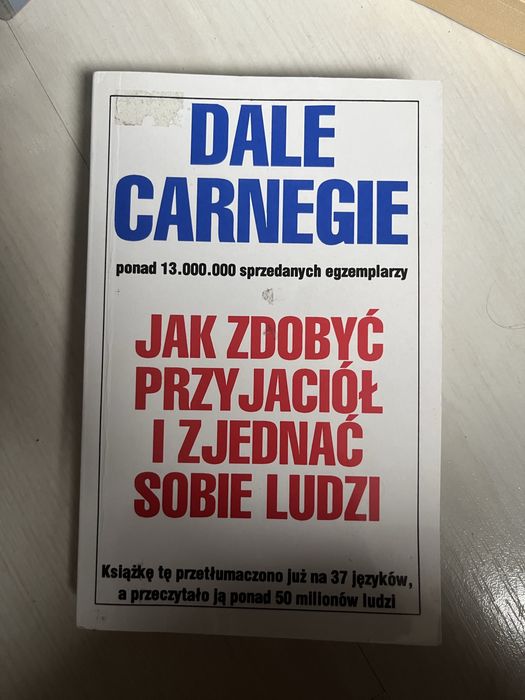 DALE
CARNEGIE
ponad 13.000.000 sprzedanych egzemplarzy
JAK ZDOBYĆ
PRZYJACIÓŁ
I ZJEDNAĆ
SOBIE LUDZI
Książkę tę przetłumaczono już na 37 języków,
a przeczytało ją ponad 50 milionów ludzi